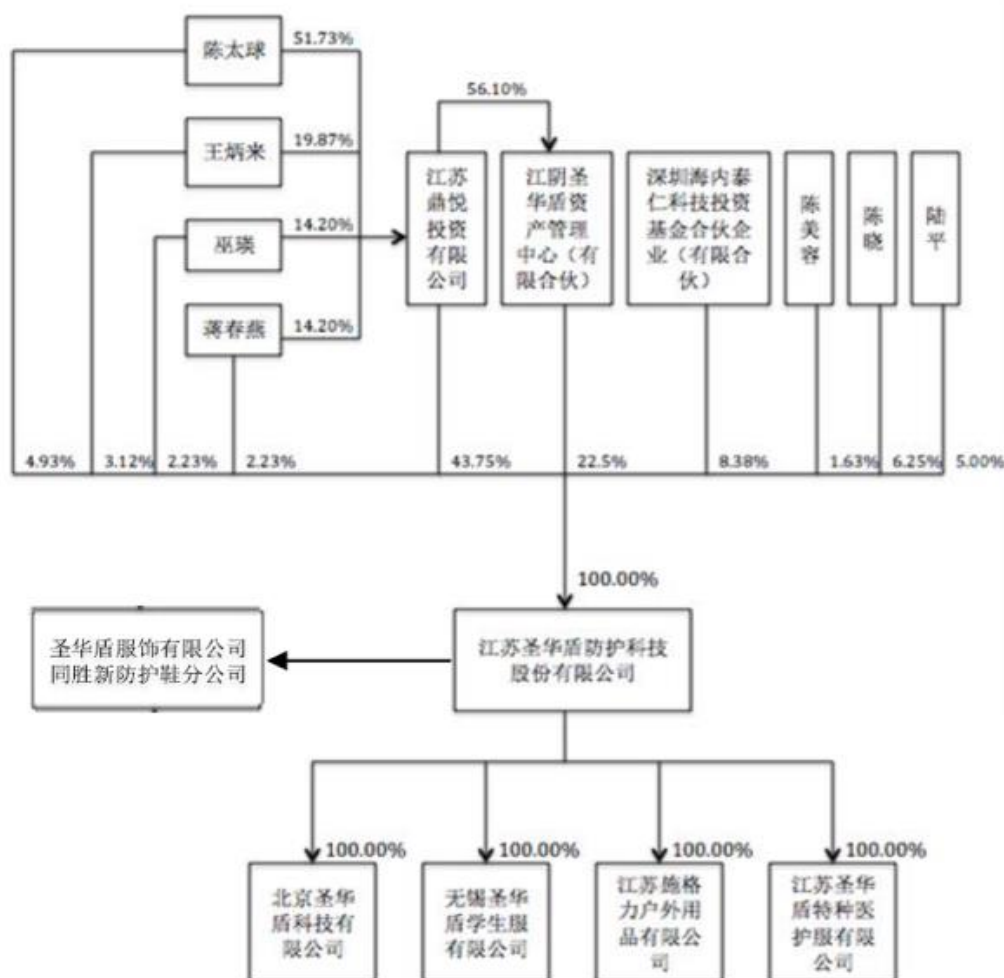 陈太球
51.73%
56.10%
王炳来
19.87%
江苏
鼎悦
投资
有限
公司
江阴圣
华盾资
产管理
中心（有
限合伙）
深圳海内泰
仁科技投资
基金合伙企
业（有限合
伙）
陈
美
容
陈
晓
陆
平
巫瑛
14.20%
蒋春燕
14.20%
4.93%
3.12%
2.23%
2.23%
43.75%
22.5%
8.38%
1.63%
6.25%
5.00%
100.00%
圣华盾服饰有限公司
同胜新防护鞋分公司
江苏圣华盾防护科技
股份有限公司
100.00%
100.00%
100.00%
100.00%
北京圣华
盾科技有
限公司
无锡圣华
盾学生服
有限公司
江苏施格
力户外用
品有限公
司
江苏圣华
盾特种医
护服有限
公司